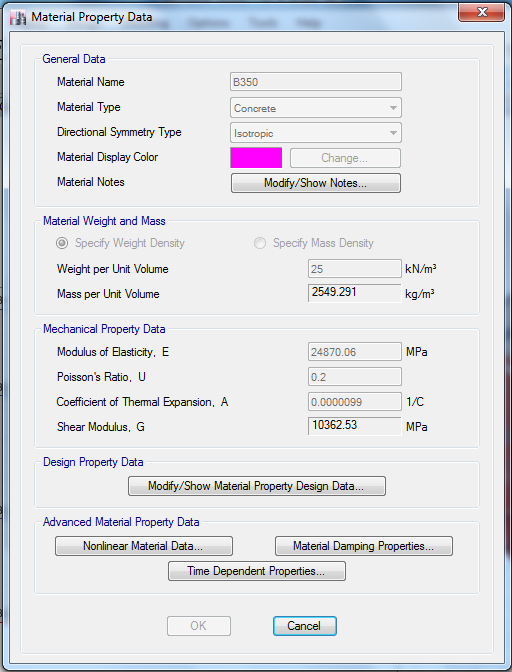 Material Property Data
General Data
Material Name B350
Material Type Concrete
Directional Symmetry Type Isotropic
Material Display Color Change...
Material Notes Modify/Show Notes...
Material Weight and Mass
Specify Weight Density Specify Mass Density
Weight per Unit Volume 25 kN/m³
Mass per Unit Volume 2549.291 kg/m³
Mechanical Property Data
Modulus of Elasticity, E 24870.06 MPa
Poisson's Ratio, U 0.2
Coefficient of Thermal Expansion, A 0.0000099 1/C
Shear Modulus, G 10362.53 MPa
Design Property Data
Modify/Show Material Property Design Data...
Advanced Material Property Data
Nonlinear Material Data... Material Damping Properties...
Time Dependent Properties...
OK Cancel